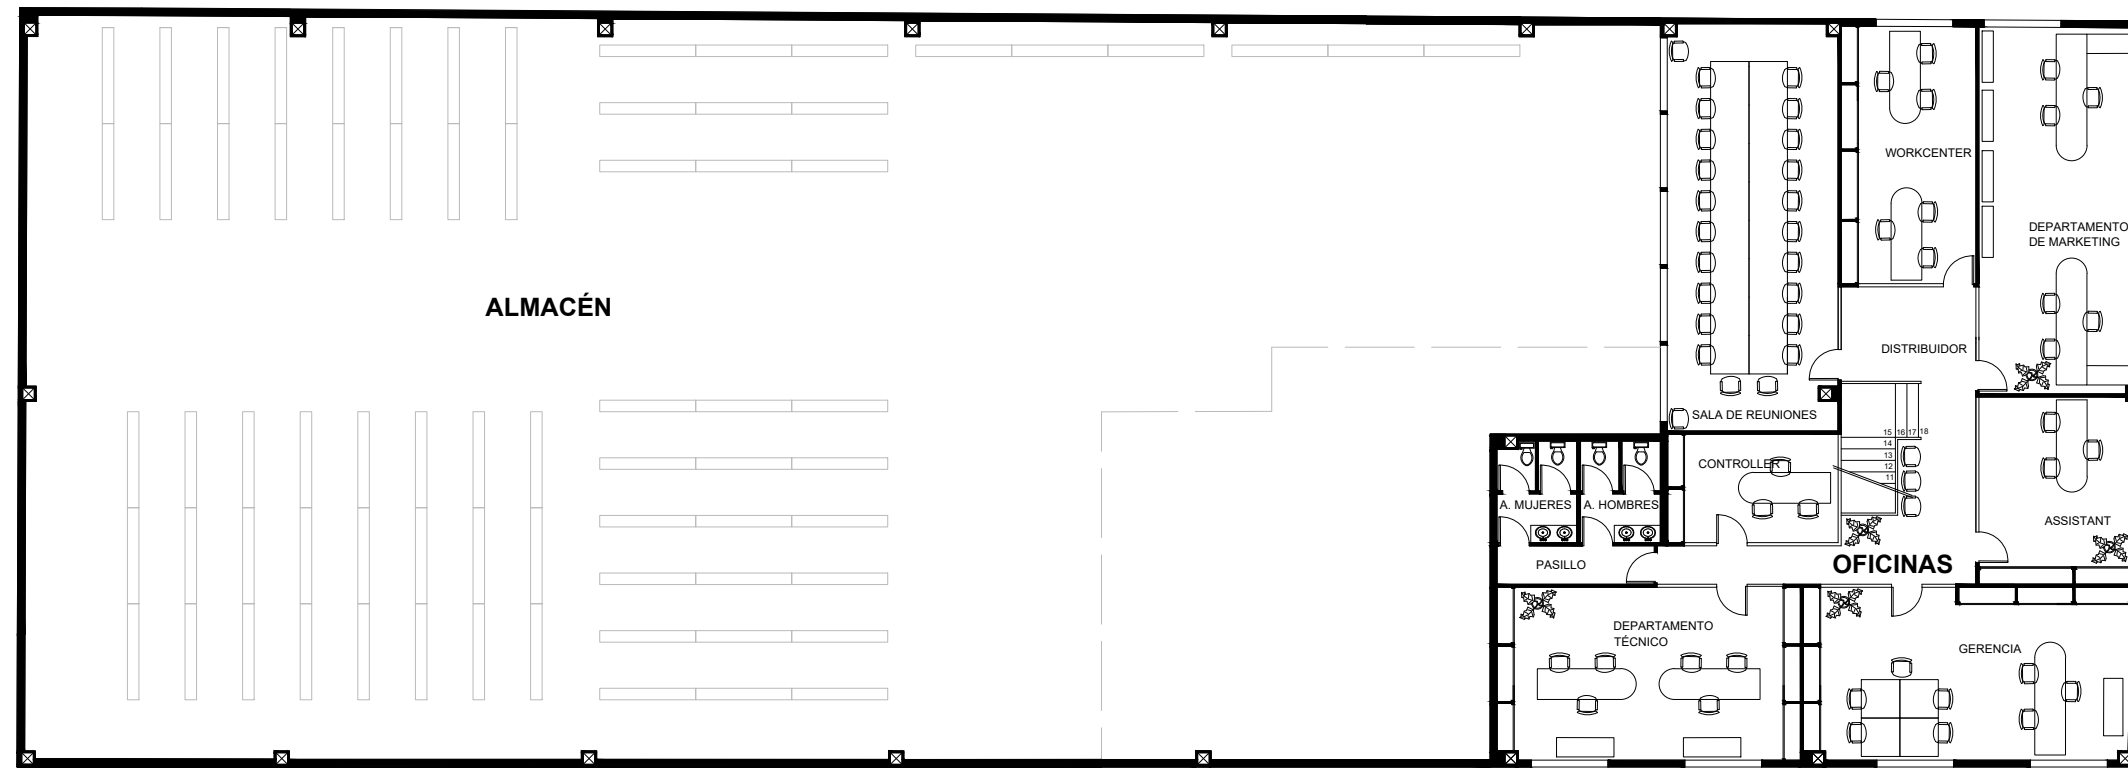 WORKCENTER
DEPARTAMENTO
DE MARKETING
ALMACÉN
DISTRIBUIDOR
SALA DE REUNIONES
15 16 17 18
14
13
12
11
CONTROLLER
A. MUJERES
A. HOMBRES
ASSISTANT
PASILLO
OFICINAS
DEPARTAMENTO
TÉCNICO
GERENCIA